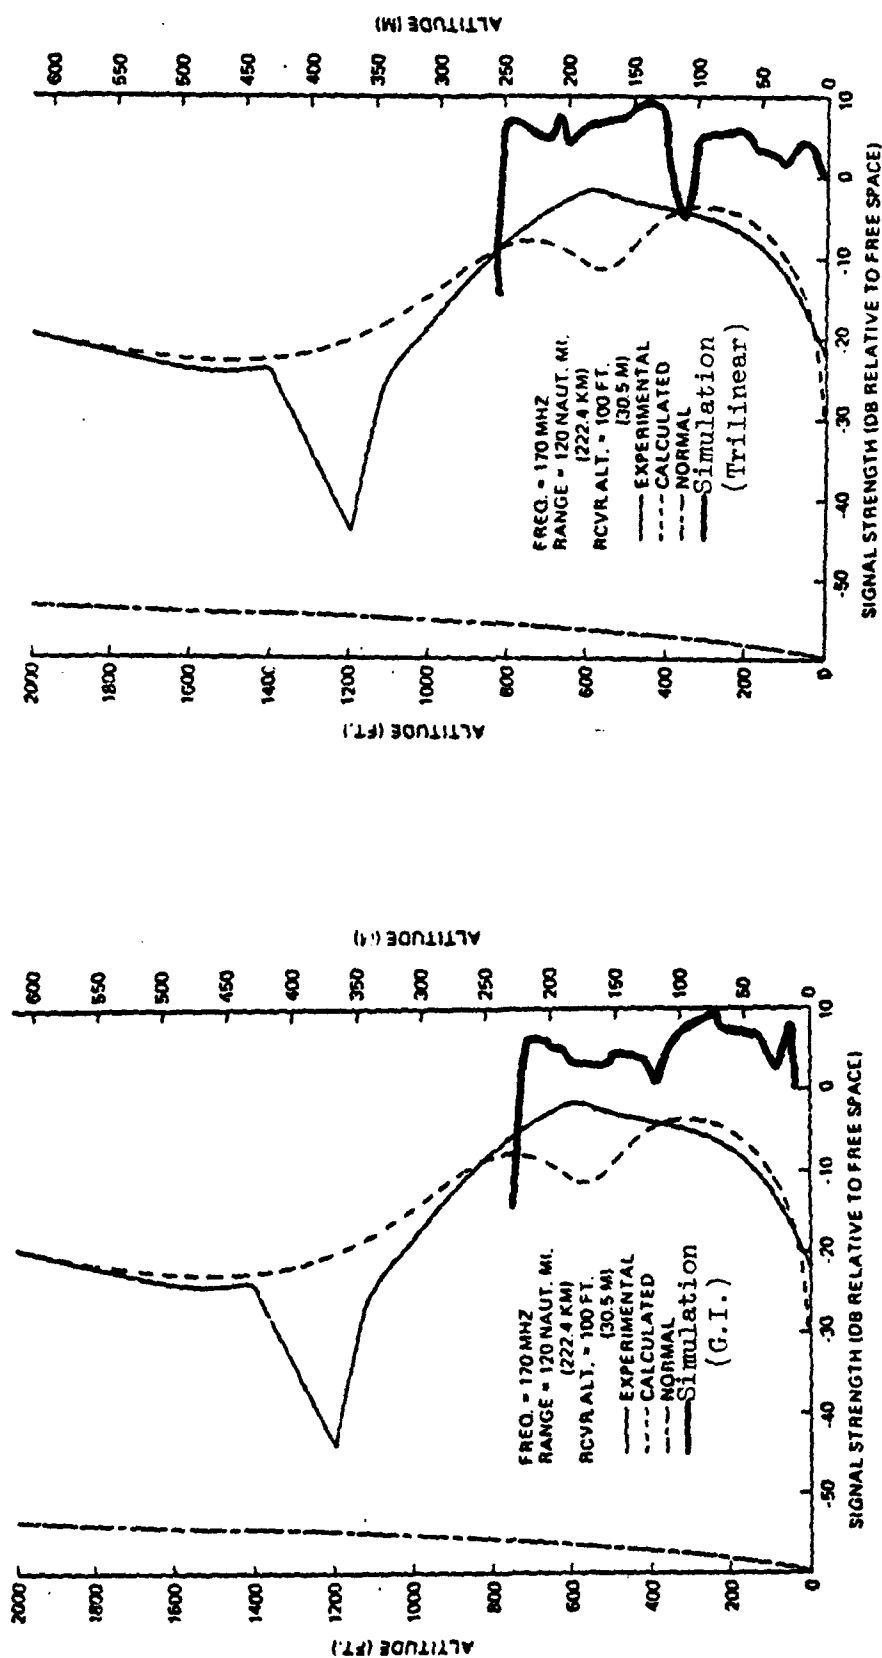 ALTITUDE (FT.)
2000
1800
1600
1400
1200
1000
800
600
400
200
0
FREQ. = 170 MHZ
RANGE = 120 NAUT. MI.
(222.4 KM)
RCVR. ALT. = 100 FT.
(30.5 M)
EXPERIMENTAL
CALCULATED
NORMAL
Simulation
(G.I.)
-50
-40
-30
-20
-10
0
10
SIGNAL STRENGTH (DB RELATIVE TO FREE SPACE)
600
550
500
450
400
350
300
250
200
150
100
50
0
ALTITUDE
ALTITUDE (FT.)
2000
1800
1600
1400
1200
1000
800
600
400
200
0
FREQ. = 170 MHZ
RANGE = 120 NAUT. MI.
(222.4 KM)
RCVR. ALT. = 100 FT.
(30.5 M)
EXPERIMENTAL
CALCULATED
NORMAL
Simulation
(Trilinear)
-50
-40
-30
-20
-10
0
10
SIGNAL STRENGTH (DB RELATIVE TO FREE SPACE)
600
550
500
450
400
350
300
250
200
150
100
50
0
ALTITUDE (M)